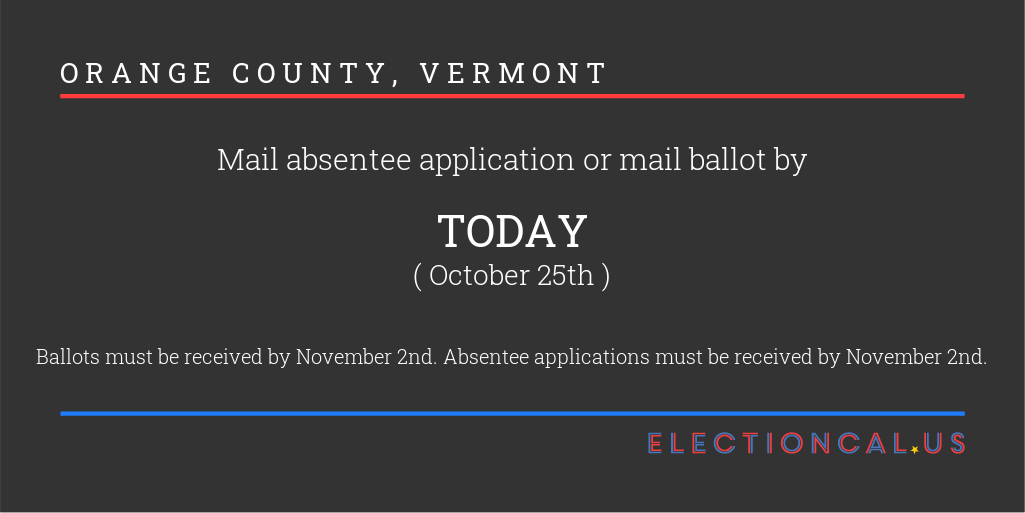 ORANGE COUNTY, VERMONT
Mail absentee application or mail ballot by
TODAY
( October 25th )
Ballots must be received by November 2nd. Absentee applications must be received by November 2nd.
ELECTIONCAL.US